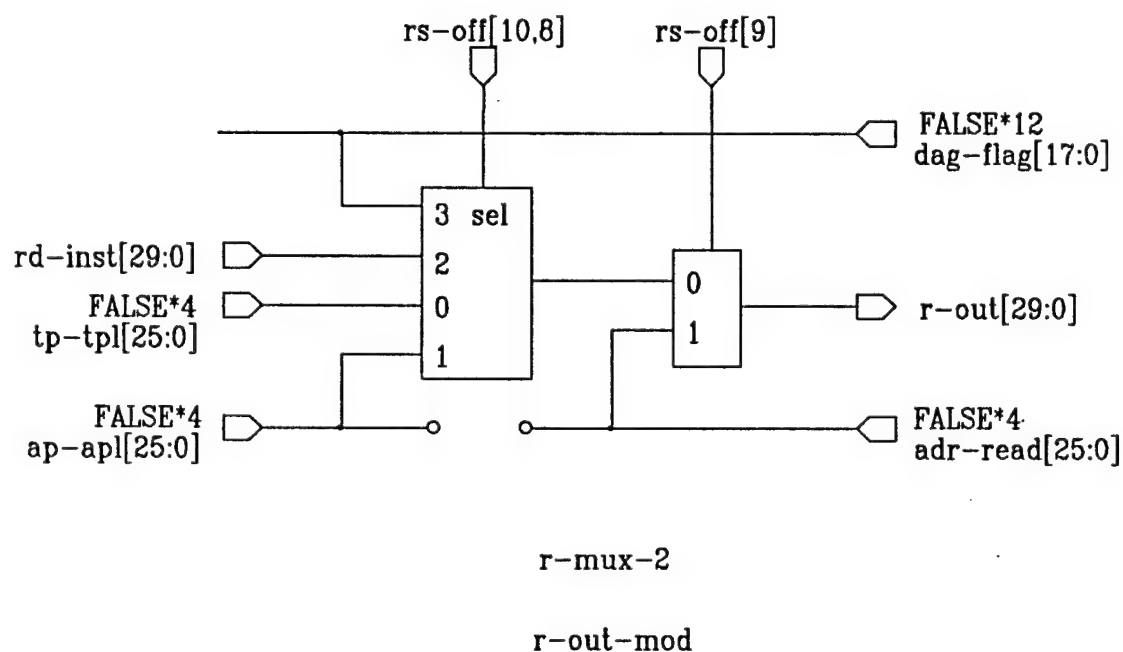 rs-off[10,8]
rs-off[9]
FALSE*12
dag-flag[17:0]
3 sel
rd-inst[29:0]
2
0
FALSE*4
0
r-out[29:0]
tp-tpl[25:0]
1
1
FALSE*4
ap-apl[25:0]
FALSE*4
adr-read[25:0]
r-mux-2
r-out-mod